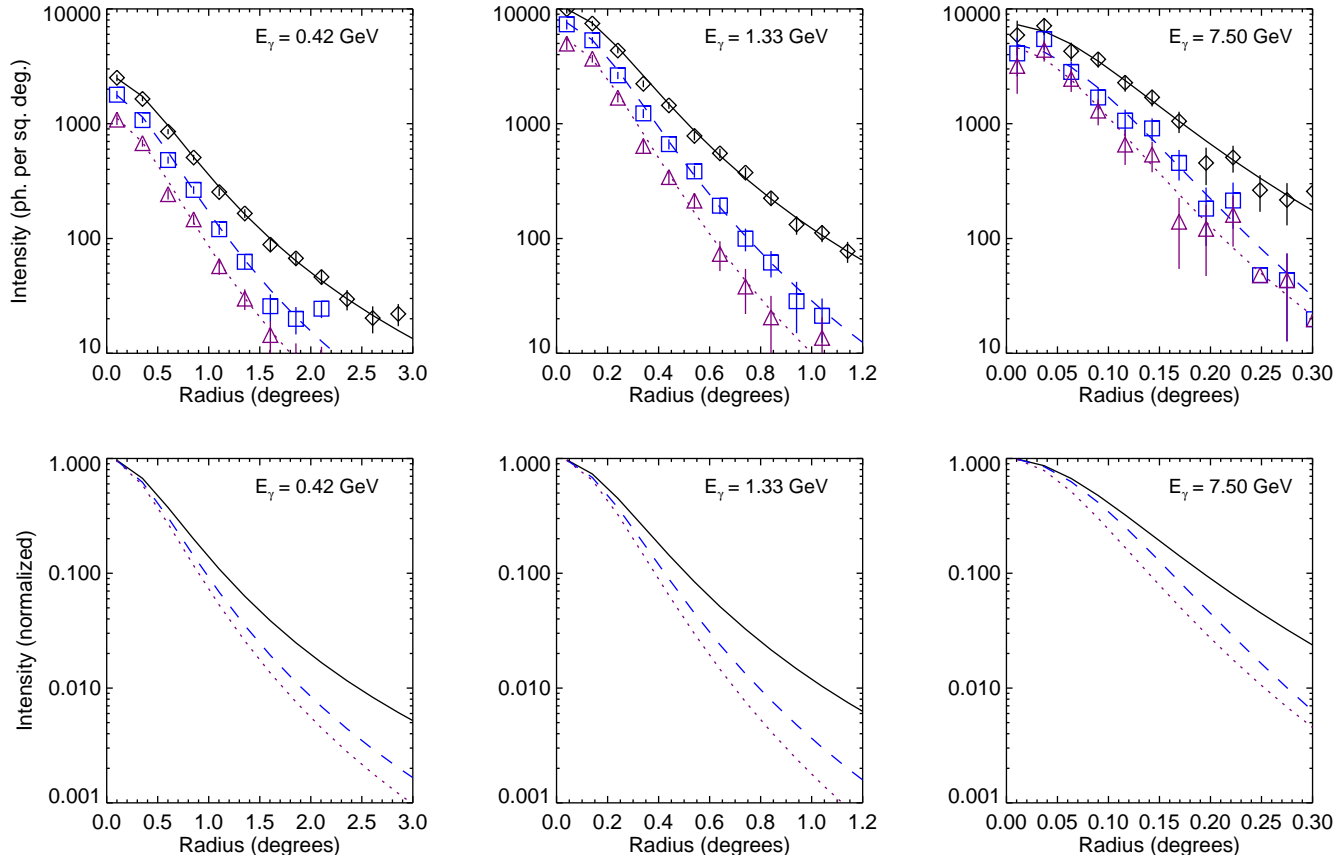 Intensity (ph. per sq. deg.)
10000
1000
100
10
E_γ = 0.42 GeV
0.0 0.5 1.0 1.5 2.0 2.5 3.0
Radius (degrees)
10000
1000
100
10
E_γ = 1.33 GeV
0.0 0.2 0.4 0.6 0.8 1.0 1.2
Radius (degrees)
10000
1000
100
10
E_γ = 7.50 GeV
0.00 0.05 0.10 0.15 0.20 0.25 0.30
Radius (degrees)
Intensity (normalized)
1.000
0.100
0.010
0.001
E_γ = 0.42 GeV
0.0 0.5 1.0 1.5 2.0 2.5 3.0
Radius (degrees)
1.000
0.100
0.010
0.001
E_γ = 1.33 GeV
0.0 0.2 0.4 0.6 0.8 1.0 1.2
Radius (degrees)
1.000
0.100
0.010
0.001
E_γ = 7.50 GeV
0.00 0.05 0.10 0.15 0.20 0.25 0.30
Radius (degrees)